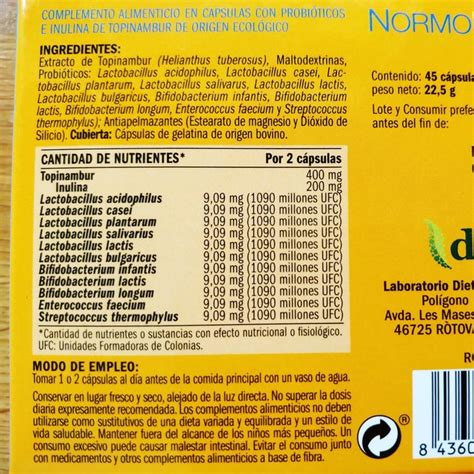 COMPLEMENTO ALIMENTICIO EN CAPSULAS CON PROBIÓTICOS
E INULINA DE TOPINAMBUR DE ORIGEN ECOLÓGICO
INGREDIENTES:
Extracto de Topinambur (Helianthus tuberosus), Maltodextrinas,
Probióticos: Lactobacillus acidophilus, Lactobacillus casei, Lac-
tobacillus plantarum, Lactobacillus salivarus, Lactobacillus lactis,
Lactobacillus bulgaricus, Bifidobacterium infantis, Bifidobacterium
lactis, Bifidobacterium longum, Enterococcus faecium y Streptococcus
thermophylus; Antiapelmazantes (Estearato de magnesio y Dióxido de
Silicio). Cubierta: Cápsulas de gelatina de origen bovino.
CANTIDAD DE NUTRIENTES* Por 2 cápsulas
Topinambur 400 mg
Inulina 200 mg
Lactobacillus acidophilus 9,09 mg (1090 millones UFC)
Lactobacillus casei 9,09 mg (1090 millones UFC)
Lactobacillus plantarum 9,09 mg (1090 millones UFC)
Lactobacillus salivarius 9,09 mg (1090 millones UFC)
Lactobacillus lactis 9,09 mg (1090 millones UFC)
Lactobacillus bulgaricus 9,09 mg (1090 millones UFC)
Bifidobacterium infantis 9,09 mg (1090 millones UFC)
Bifidobacterium lactis 9,09 mg (1090 millones UFC)
Bifidobacterium longum 9,09 mg (1090 millones UFC)
Enterococcus faecium 9,09 mg (1090 millones UFC)
Streptococcus thermophylus 9,09 mg (1090 millones UFC)
*Cantidad de nutrientes o sustancias con efecto nutricional o fisiológico.
UFC: Unidades Formadoras de Colonias.
MODO DE EMPLEO:
Tomar 1 o 2 cápsulas al día antes de la comida principal con un vaso de agua.
Conservar en lugar fresco y seco, alejado de la luz directa. No superar la dosis
diaria expresamente recomendada. Los complementos alimenticios no deben
utilizarse como sustitutivos de una dieta variada y equilibrada y un estilo de
vida saludable. Mantener fuera del alcance de los niños más pequeños. Un
consumo excesivo puede causar malestar intestinal. Evitar el consumo junto
con medicamentos y otros complementos alimenticios a base de fibra.
NORMO
Contenido: 45 cápsula
peso neto: 22,5 g
Lote y Consumir prefe
antes del fin de:
d
Laboratorio Diet
Polígono
Avda. Les Mases
46725 RÒTOV
8 4360